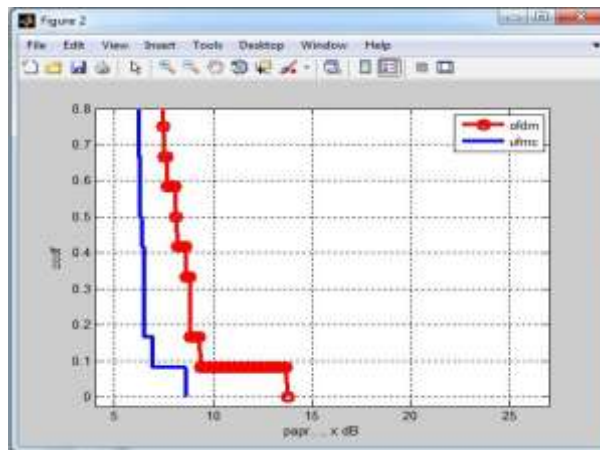 Figure 2
File Edit View Insert Tools Desktop Window Help
0.8
0.7
0.6
0.5
0.4
0.3
0.2
0.1
0
ofdm
ufmc
ccdf
5 10 15 20 25
papr. . , x dB